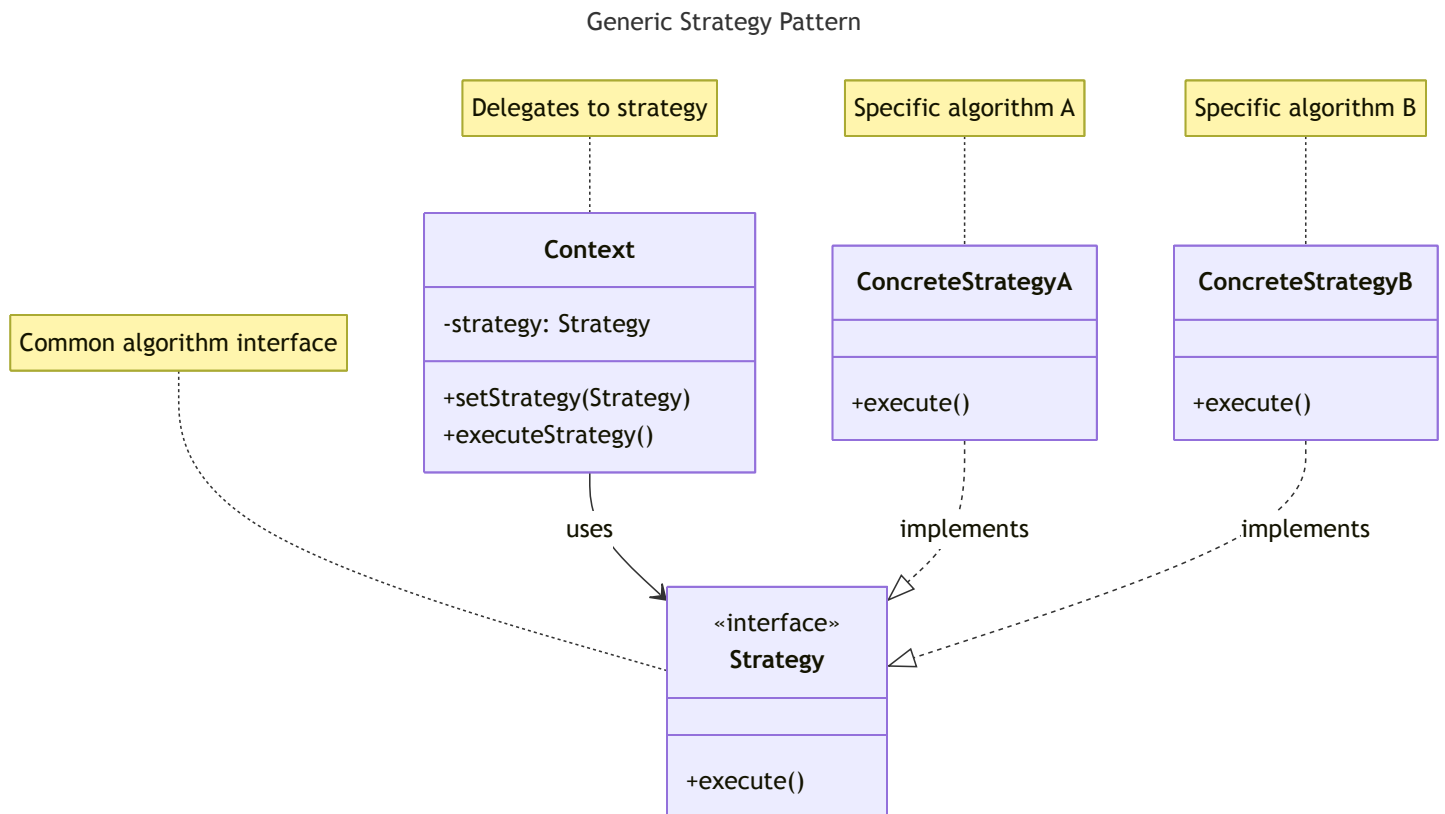 Generic Strategy Pattern
Delegates to strategy
Specific algorithm A
Specific algorithm B
Context
-strategy: Strategy
+setStrategy(Strategy)
+executeStrategy()
ConcreteStrategyA
+execute()
ConcreteStrategyB
+execute()
Common algorithm interface
uses
implements
implements
«interface»
Strategy
+execute()